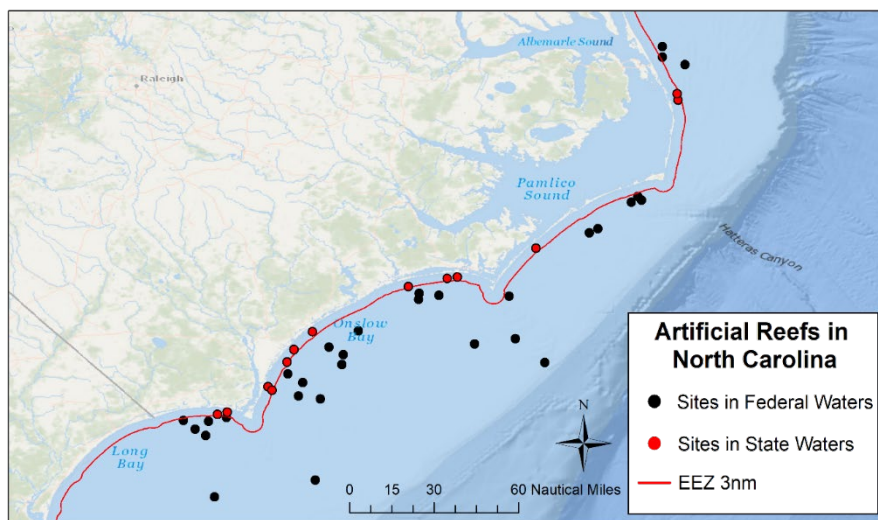 Albemarle Sound
Raleigh
Pamlico
Sound
Hatteras Canyon
Onslow
Bay
Long
Bay
Artificial Reefs in
North Carolina
Sites in Federal Waters
Sites in State Waters
EEZ 3nm
N
0 15 30 60 Nautical Miles